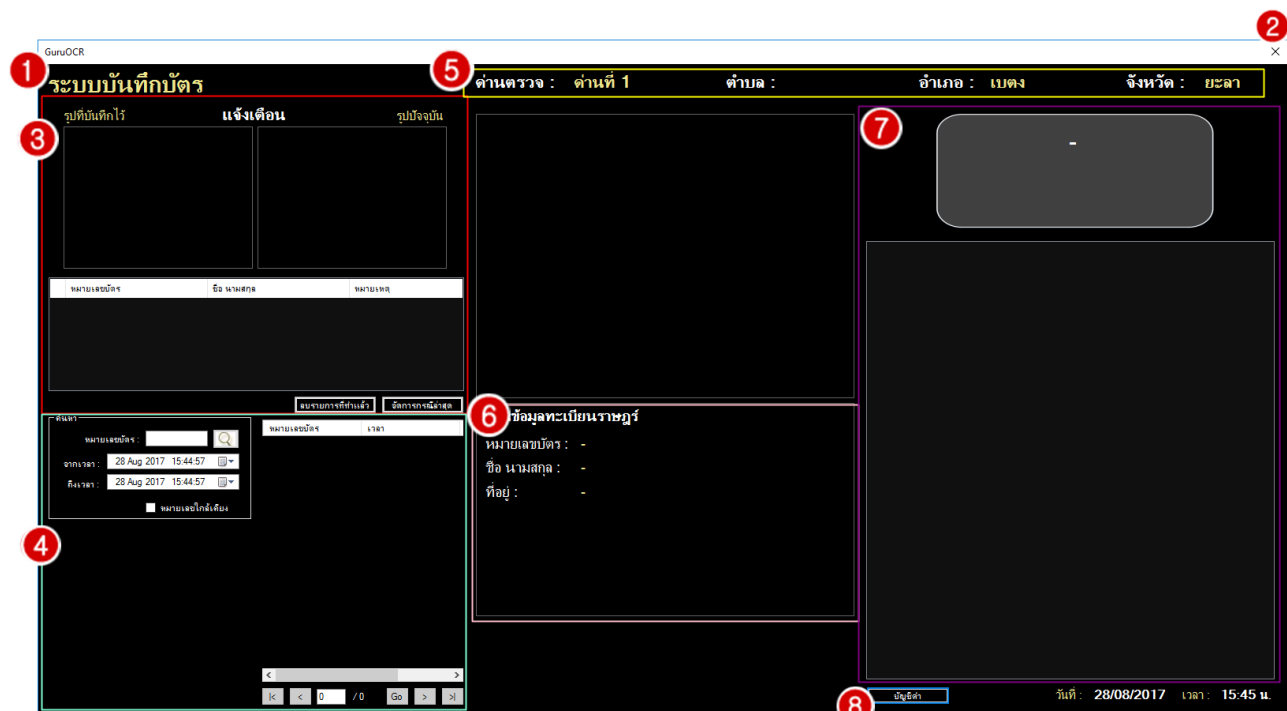 2
GuruOCR
1
ระบบบันทึกบัตร
5
ด่านตรวจ : ด่านที่ 1 ตำบล : อำเภอ : เบตง จังหวัด : ยะลา
3
รูปที่บันทึกไว้ แจ้งเตือน รูปปัจจุบัน
7
-
หมายเลขบัตร ชื่อ นามสกุล หมายเหตุ
ลบรายการที่ทำแล้ว จัดการกรณีล่าสุด
ค้นหา
หมายเลขบัตร :
จากเวลา : 28 Aug 2017 15:44:57
ถึงเวลา : 28 Aug 2017 15:44:57
หมายเลขใกล้เคียง
หมายเลขบัตร เวลา
4
6
ข้อมูลทะเบียนราษฎร์
หมายเลขบัตร : -
ชื่อ นามสกุล : -
ที่อยู่ : -
< >
|< < 0 / 0 Go > >|
8
บัญชีดำ
วันที่ : 28/08/2017 เวลา : 15:45 น.